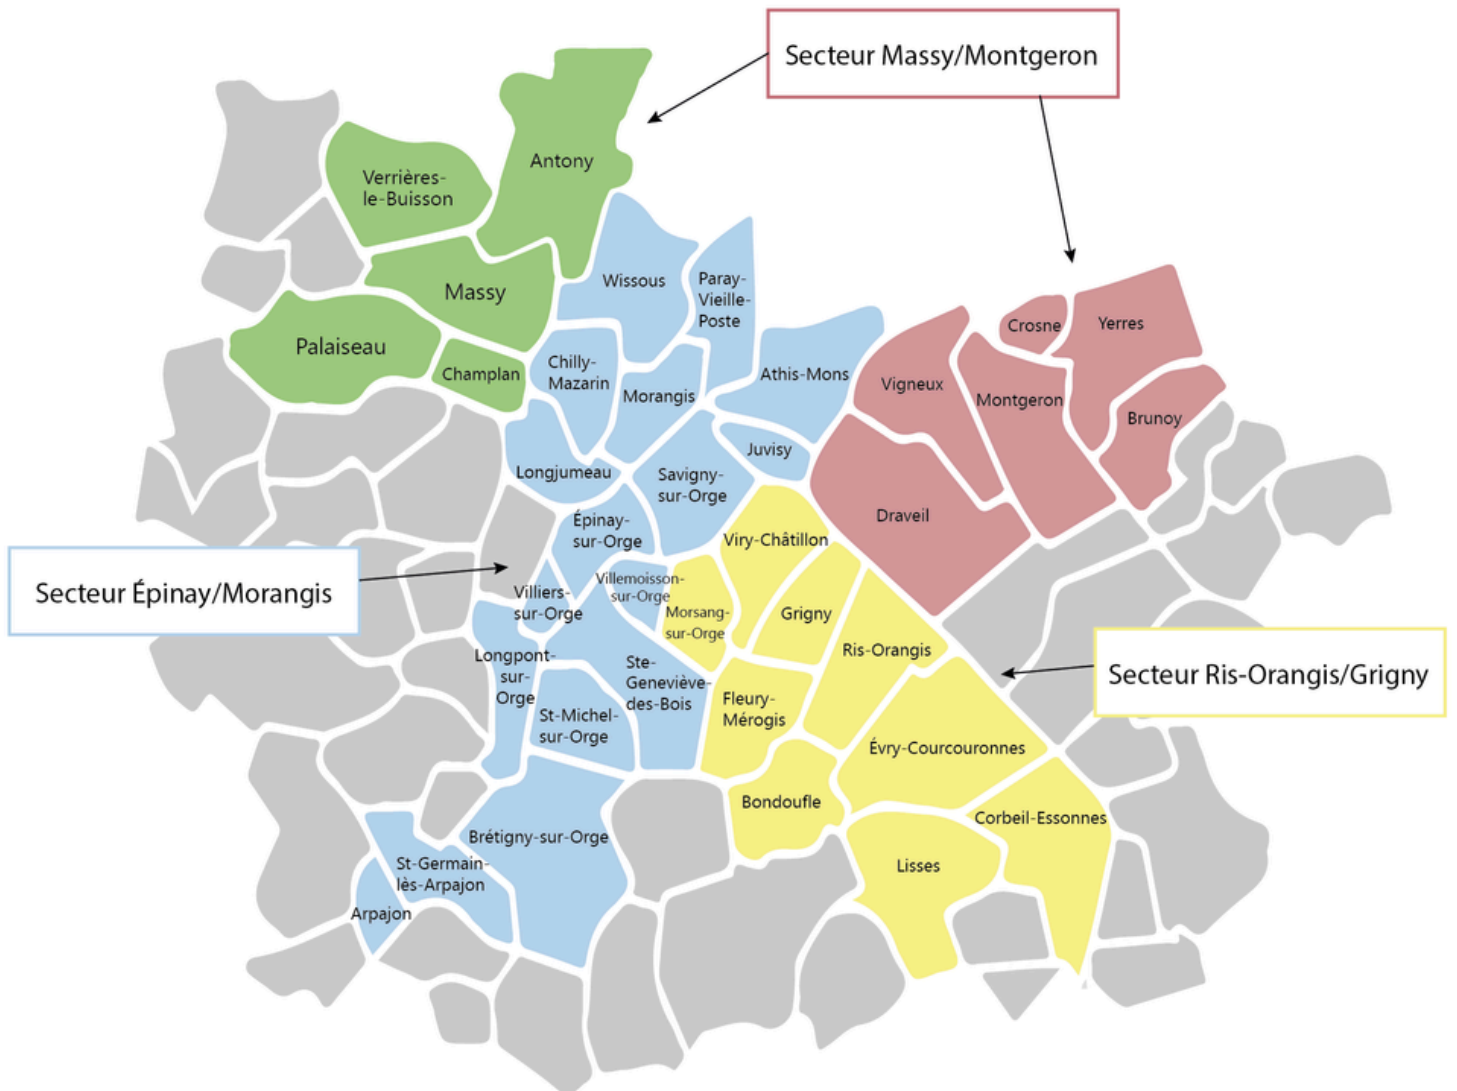 Secteur Massy/Montgeron
Antony
Verrières-
le-Buisson
Wissous
Paray-
Vieille-
Poste
Massy
Crosne
Yerres
Palaiseau
Champlan
Chilly-
Mazarin
Morangis
Athis-Mons
Vigneux
Montgeron
Brunoy
Juvisy
Longjumeau
Savigny-
sur-Orge
Draveil
Épinay-
sur-Orge
Viry-Châtillon
Secteur Épinay/Morangis
Villiers-
sur-Orge
Villemoisson-
sur-Orge
Morsang-
sur-Orge
Grigny
Ris-Orangis
Longpont-
sur-
Orge
Ste-
Geneviève-
des-Bois
Secteur Ris-Orangis/Grigny
St-Michel-
sur-Orge
Fleury-
Mérogis
Évry-Courcouronnes
Bondoufle
Corbeil-Essonnes
Brétigny-sur-Orge
Lisses
St-Germain-
lès-Arpajon
Arpajon